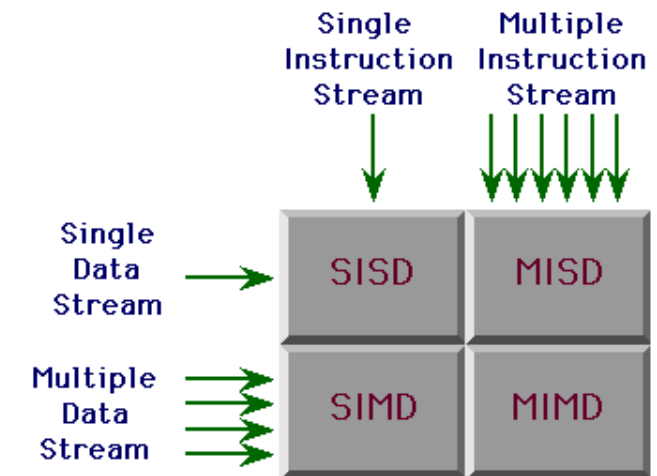 Single
Instruction
Stream
Multiple
Instruction
Stream
Single
Data
Stream
SISD
MISD
Multiple
Data
Stream
SIMD
MIMD